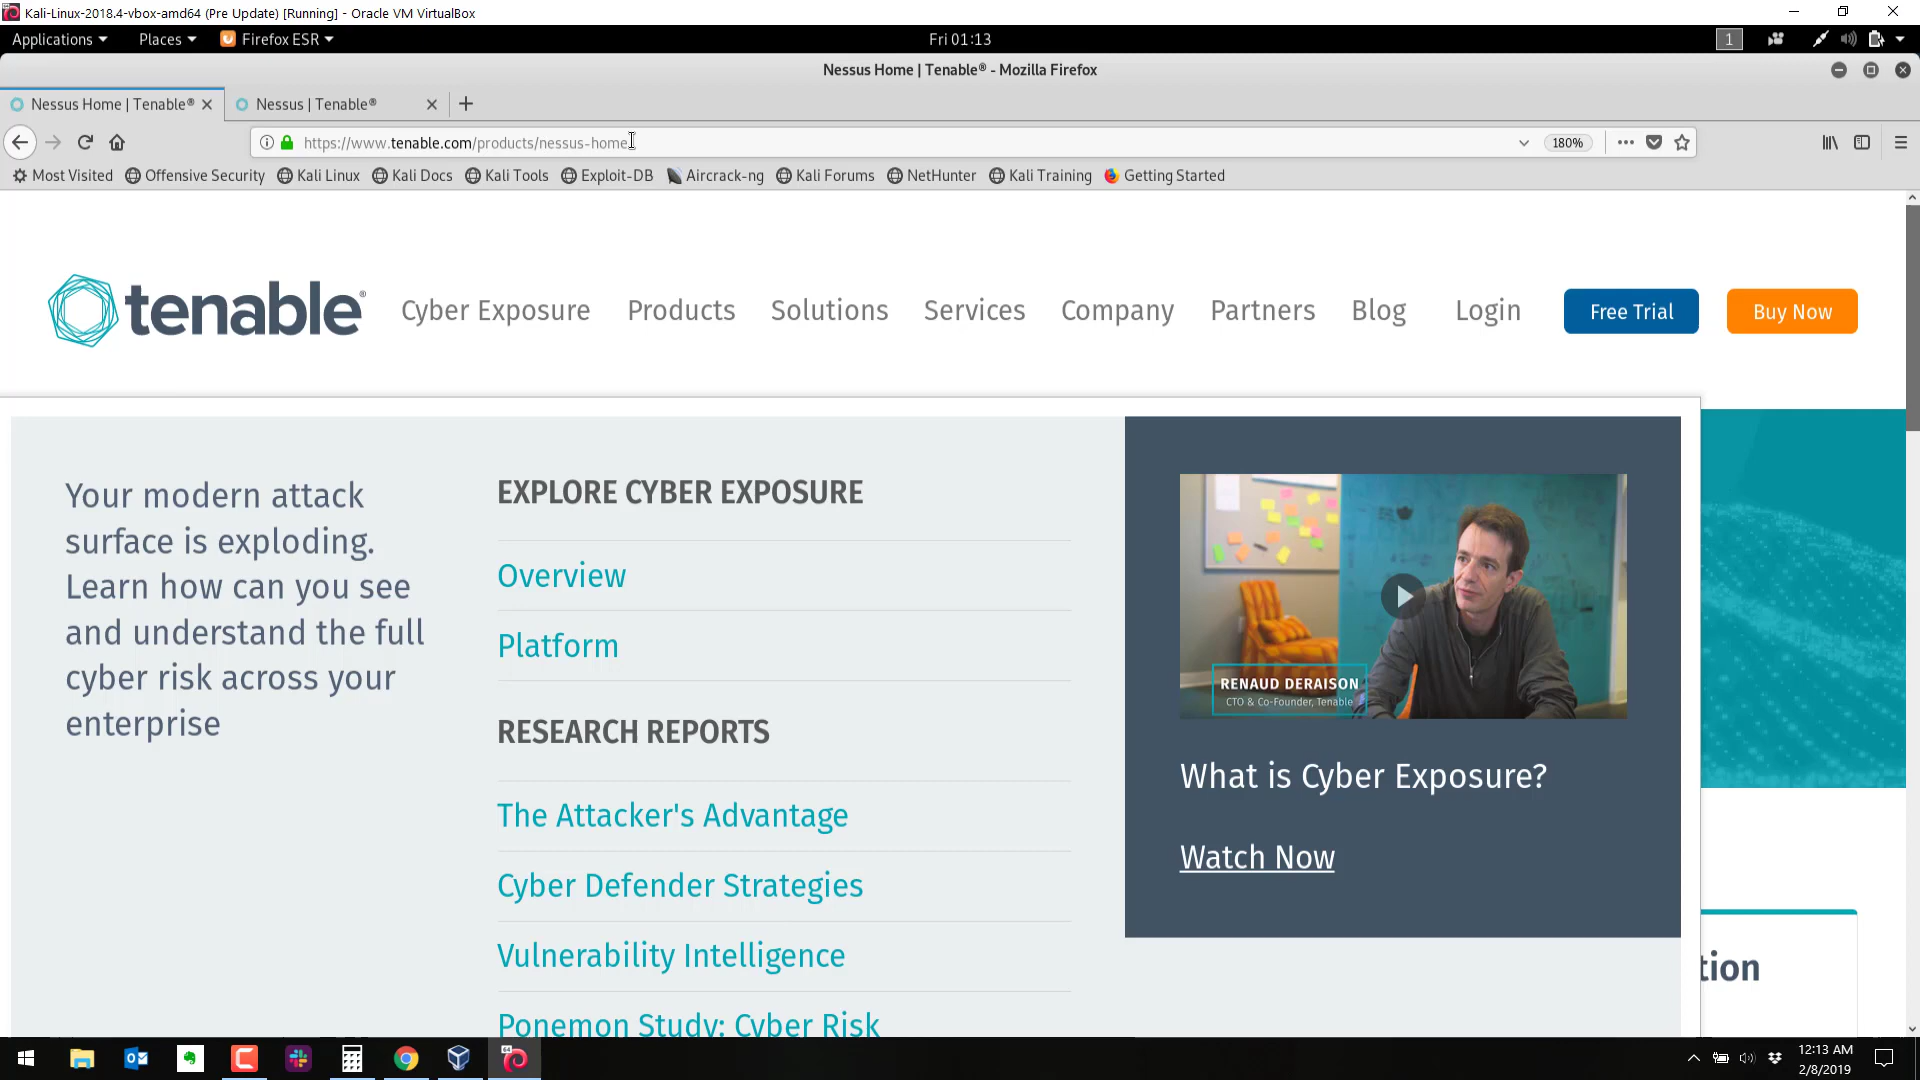 Kali-Linux-2018.4-vbox-amd64 (Pre Update) [Running] - Oracle VM VirtualBox
Applications Places Firefox ESR Fri 01:13 1
Nessus Home | Tenable® - Mozilla Firefox
Nessus Home | Tenable® Nessus | Tenable®
https://www.tenable.com/products/nessus-home 180%
Most Visited Offensive Security Kali Linux Kali Docs Kali Tools Exploit-DB Aircrack-ng Kali Forums NetHunter Kali Training Getting Started
tenable® Cyber Exposure Products Solutions Services Company Partners Blog Login Free Trial Buy Now
Your modern attack
surface is exploding.
Learn how can you see
and understand the full
cyber risk across your
enterprise
EXPLORE CYBER EXPOSURE
Overview
Platform
RESEARCH REPORTS
The Attacker's Advantage
Cyber Defender Strategies
Vulnerability Intelligence
Ponemon Study: Cyber Risk
RENAUD DERAISON
CTO & Co-Founder, Tenable
What is Cyber Exposure?
Watch Now
tion
12:13 AM
2/8/2019